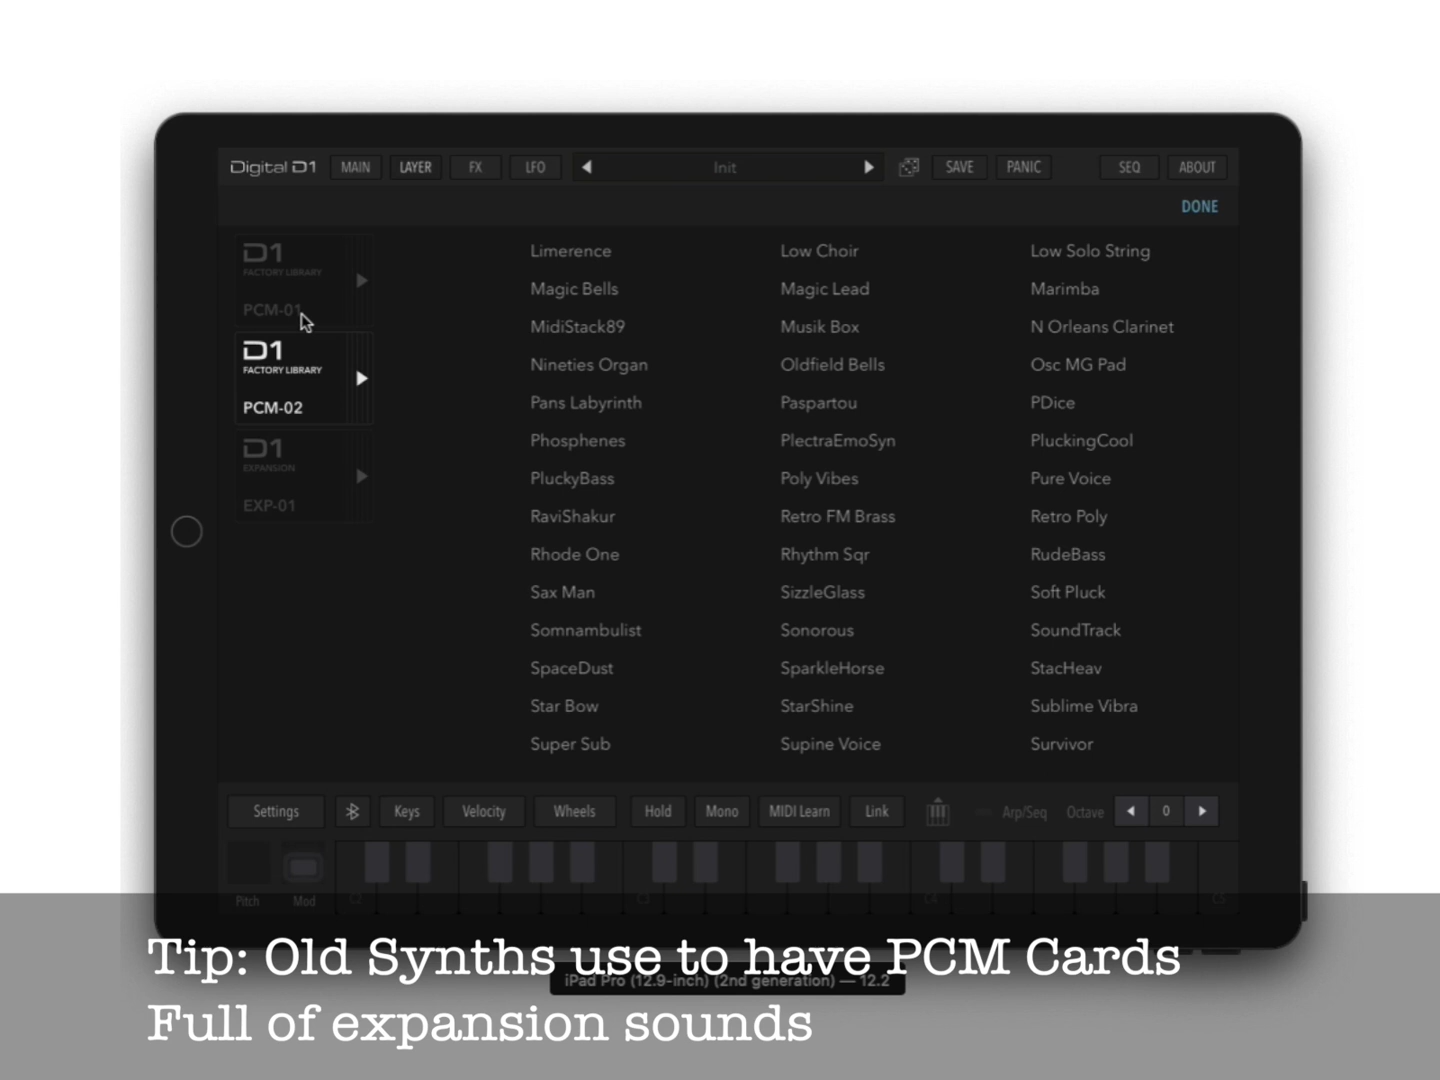 Digital D1 MAIN LAYER FX LFO Init SAVE PANIC SEQ ABOUT
DONE
D1
FACTORY LIBRARY
PCM-01
D1
FACTORY LIBRARY
PCM-02
D1
EXPANSION
EXP-01
Limerence Low Choir Low Solo String
Magic Bells Magic Lead Marimba
MidiStack89 Musik Box N Orleans Clarinet
Nineties Organ Oldfield Bells Osc MG Pad
Pans Labyrinth Paspartou PDice
Phosphenes PlectraEmoSyn PluckingCool
PluckyBass Poly Vibes Pure Voice
RaviShakur Retro FM Brass Retro Poly
Rhode One Rhythm Sqr RudeBass
Sax Man SizzleGlass Soft Pluck
Somnambulist Sonorous SoundTrack
SpaceDust SparkleHorse StacHeav
Star Bow StarShine Sublime Vibra
Super Sub Supine Voice Survivor
Settings Keys Velocity Wheels Hold Mono MIDI Learn Link Arp/Seq Octave 0
Pitch Mod C2 C3 C4 C5
Tip: Old Synths use to have PCM Cards
iPad Pro (12.9-inch) (2nd generation) — 12.2
Full of expansion sounds